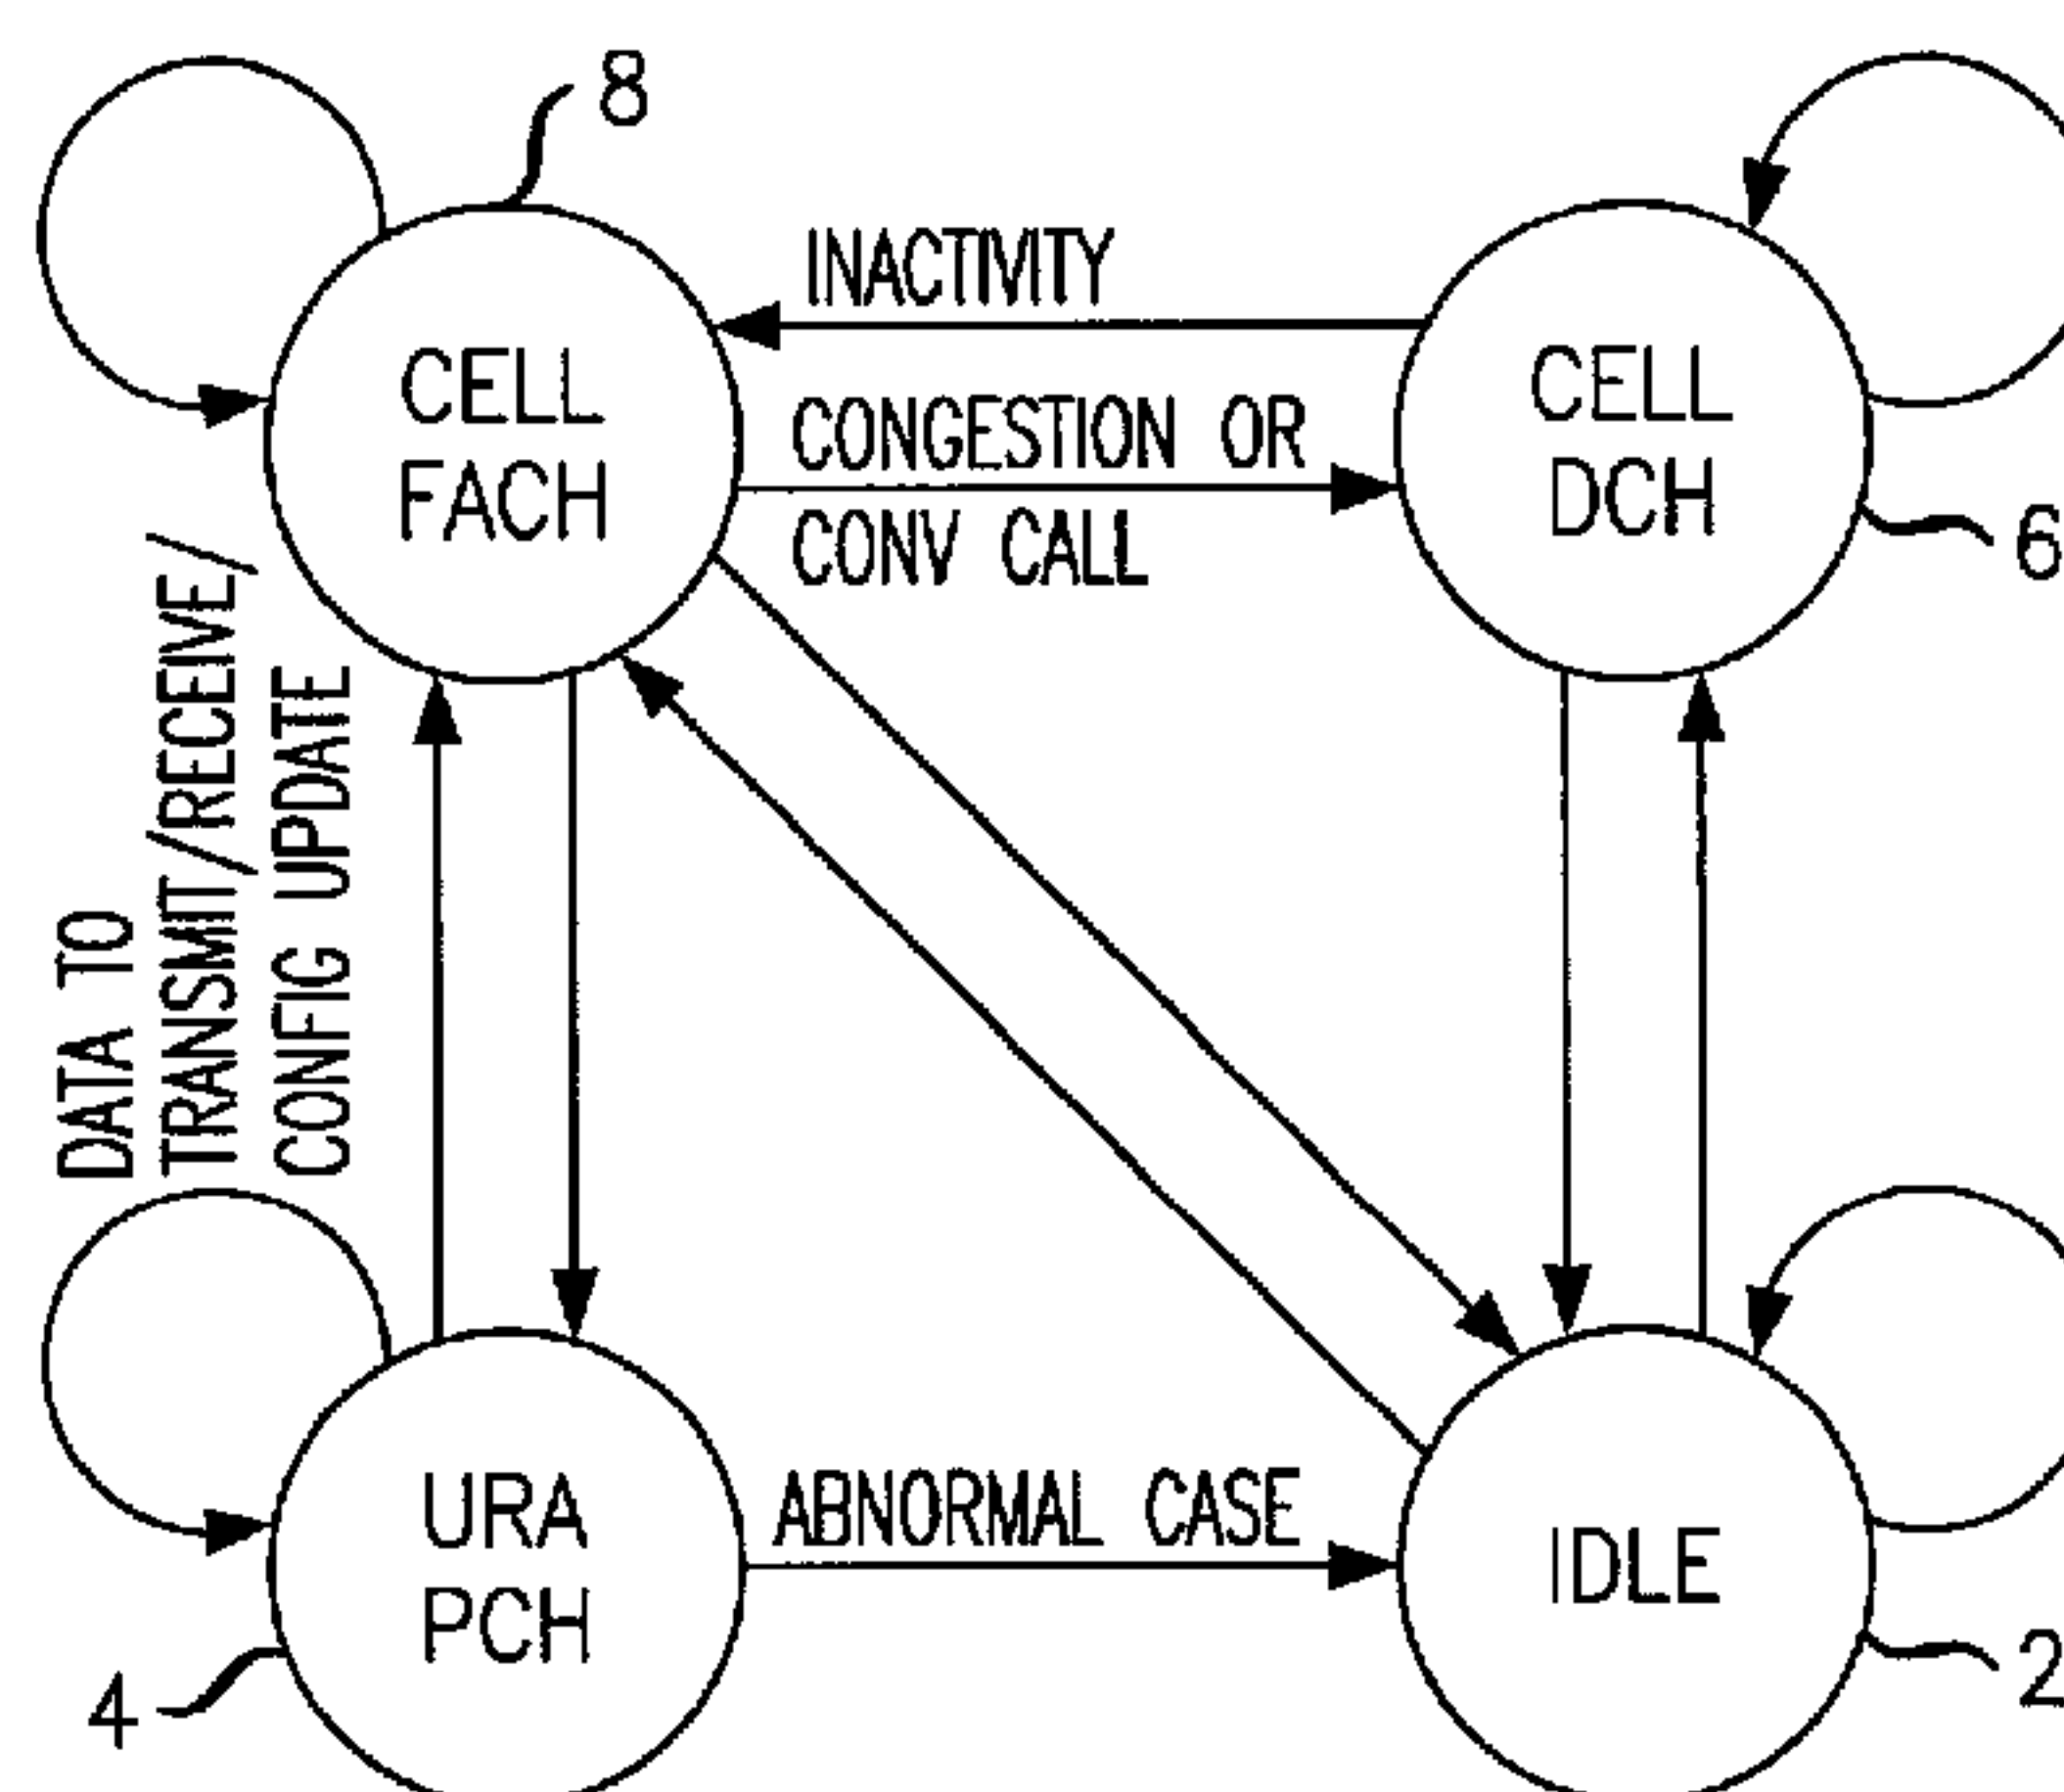 8
INACTIVITY
CELL
FACH
CELL
DCH
CONGESTION OR
CONV CALL
6
DATA TO
TRANSMIT/RECEIVE/
CONFIG UPDATE
URA
PCH
ABNORMAL CASE
IDLE
4
2